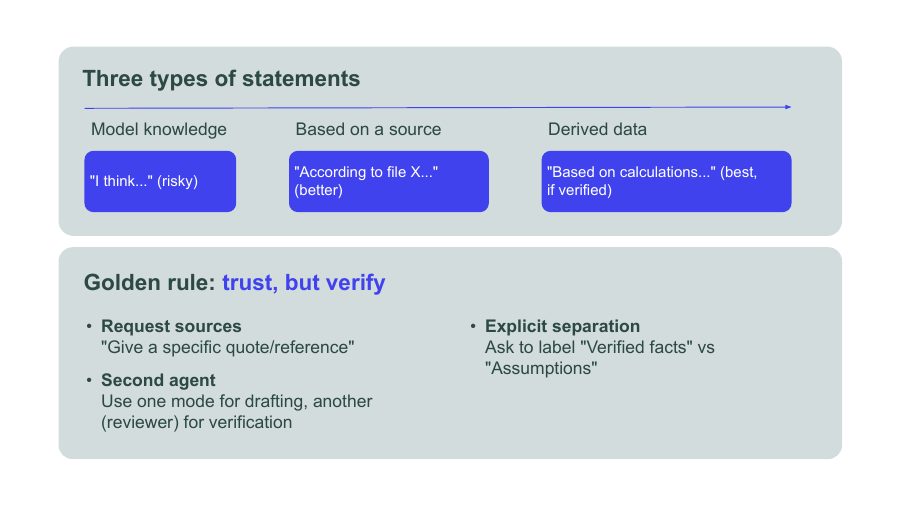 Three types of statements
Model knowledge
Based on a source
Derived data
"I think..." (risky)
"According to file X..."
(better)
"Based on calculations..." (best,
if verified)
Golden rule: trust, but verify
• Request sources
"Give a specific quote/reference"
• Second agent
Use one mode for drafting, another
(reviewer) for verification
• Explicit separation
Ask to label "Verified facts" vs
"Assumptions"